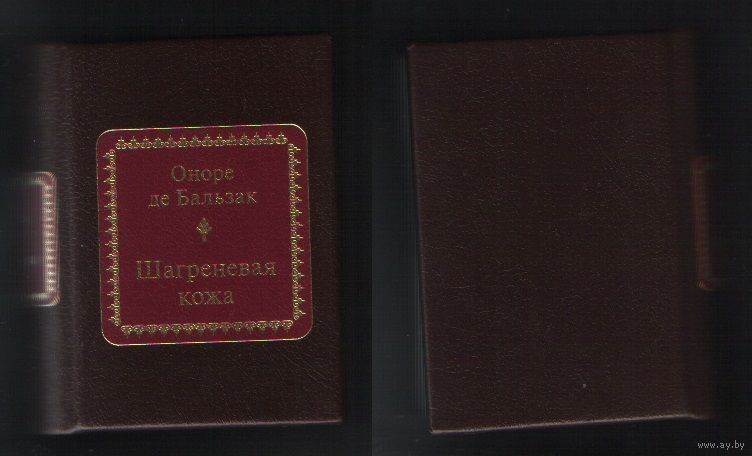 Оноре
де Бальзак
Шагреневая
кожа
www.ay.by